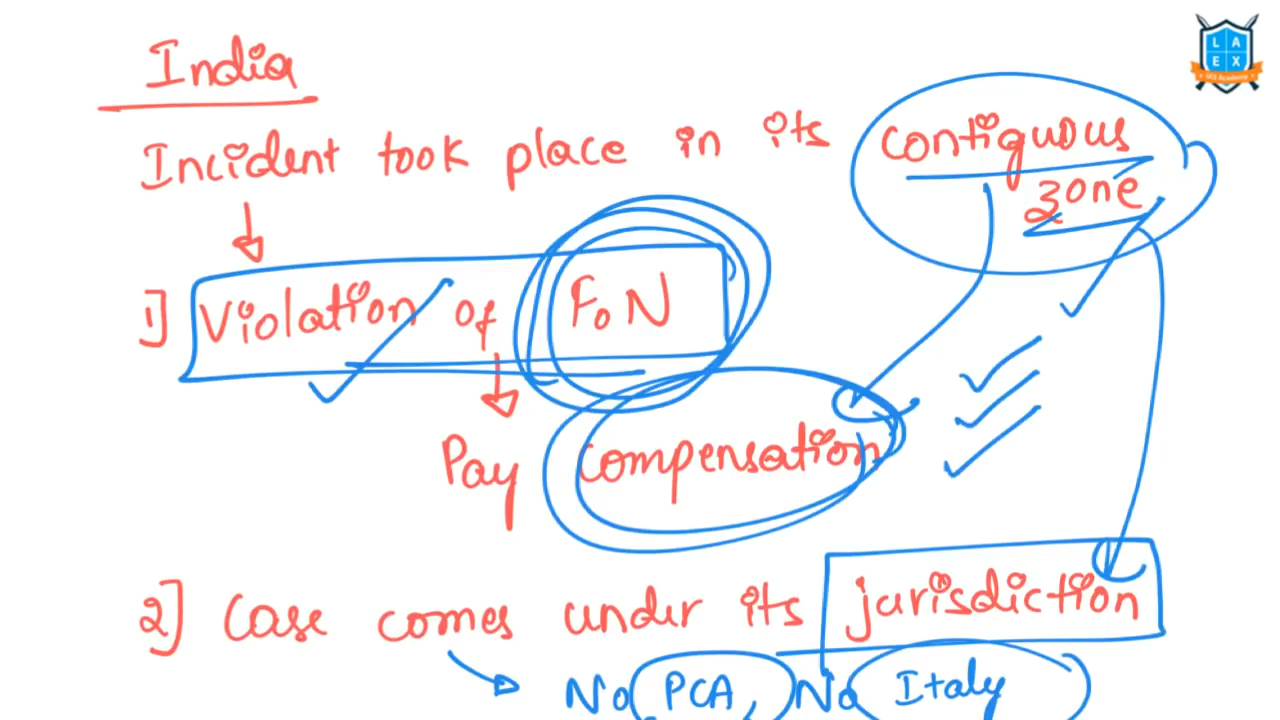 India
Incident took place in its contiguous
zone
1] Violation of FoN
Pay compensation
2] Case comes under its jurisdiction
No PCA, No Italy
L A
E X